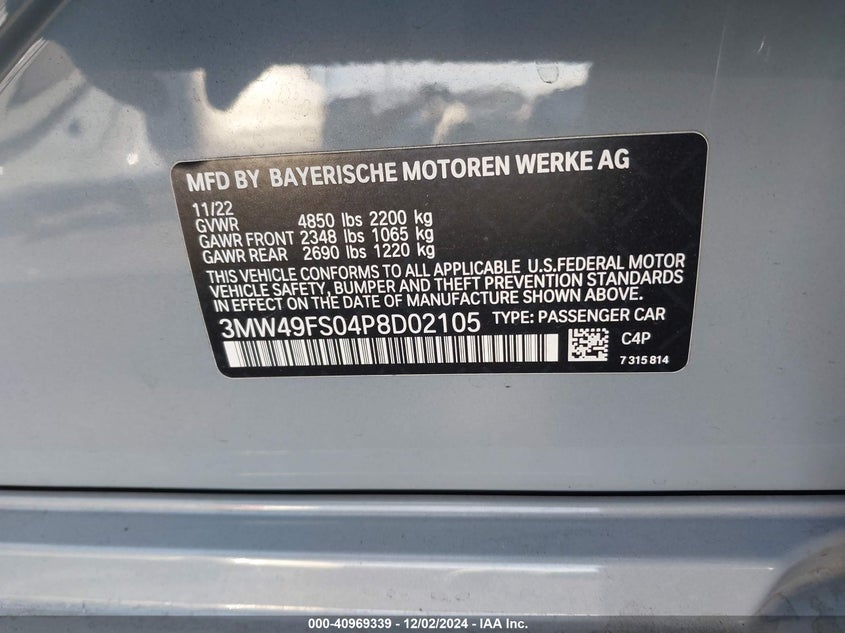 MFD BY BAYERISCHE MOTOREN WERKE AG
11/22
GVWR 4850 lbs 2200 kg
GAWR FRONT 2348 lbs 1065 kg
GAWR REAR 2690 lbs 1220 kg
THIS VEHICLE CONFORMS TO ALL APPLICABLE U.S.FEDERAL MOTOR
VEHICLE SAFETY, BUMPER AND THEFT PREVENTION STANDARDS
IN EFFECT ON THE DATE OF MANUFACTURE SHOWN ABOVE.
3MW49FS04P8D02105 TYPE: PASSENGER CAR
C4P
7 315 814
000-40969339 - 12/02/2024 - IAA Inc.